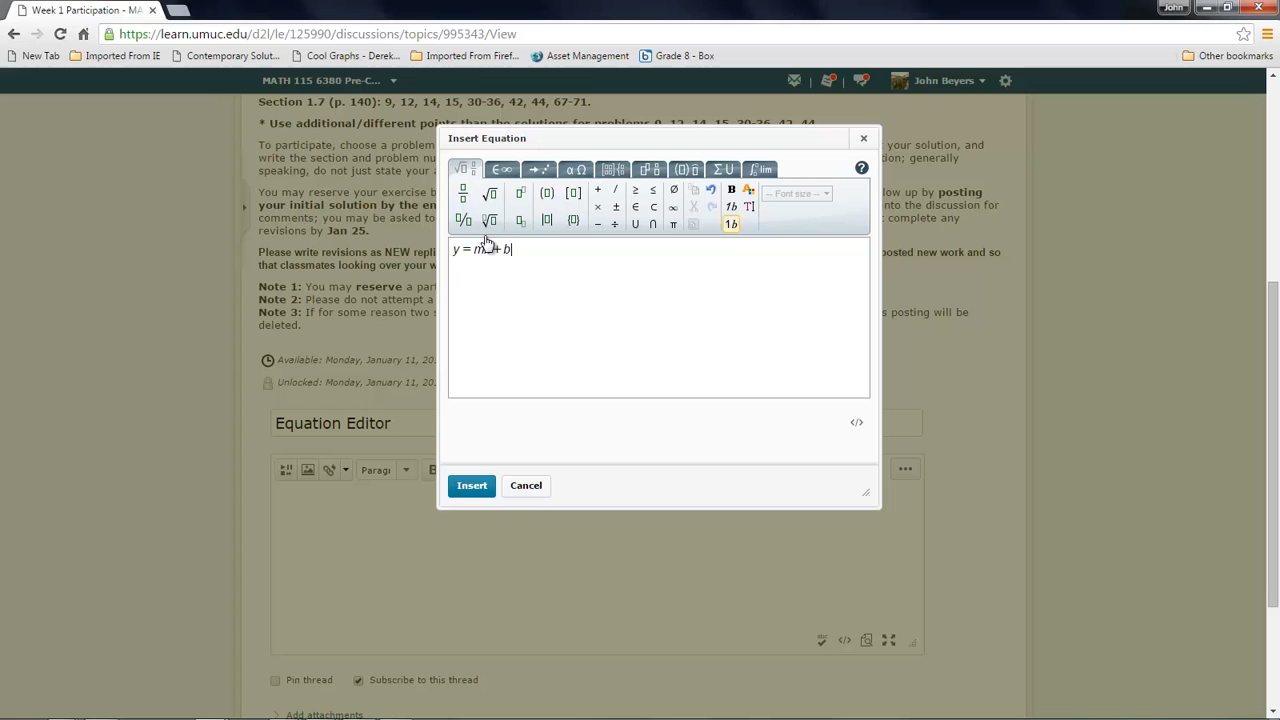 Week 1 Participation - MA
John
https://learn.umuc.edu/d2l/le/125990/discussions/topics/995343/View
New Tab Imported From IE Contemporary Solut... Cool Graphs - Derek... Imported From Firef... Asset Management Grade 8 - Box Other bookmarks
MATH 115 6380 Pre-C... John Beyers
Section 1.7 (p. 140): 9, 12, 14, 15, 30-36, 42, 44, 67-71.
* Use additional/different points than the solutions for problems 9, 12, 14, 15, 30-36, 42, 44
Insert Equation
To participate, choose a problem your solution, and
write the section and problem nu generally
speaking, do not just state your a
You may reserve your exercise b low up by posting
your initial solution by the en the discussion for
comments; you may be asked to t complete any
revisions by Jan 25.
Please write revisions as NEW repli posted new work and so
that classmates looking over your w
Note 1: You may reserve a part
Note 2: Please do not attempt a
Note 3: If for some reason two s s posting will be
deleted.
-- Font size --
y = m + b
Available: Monday, January 11, 20
Unlocked: Monday, January 11, 20
Equation Editor
</>
Paragr B
Insert Cancel
Pin thread Subscribe to this thread
Add attachments